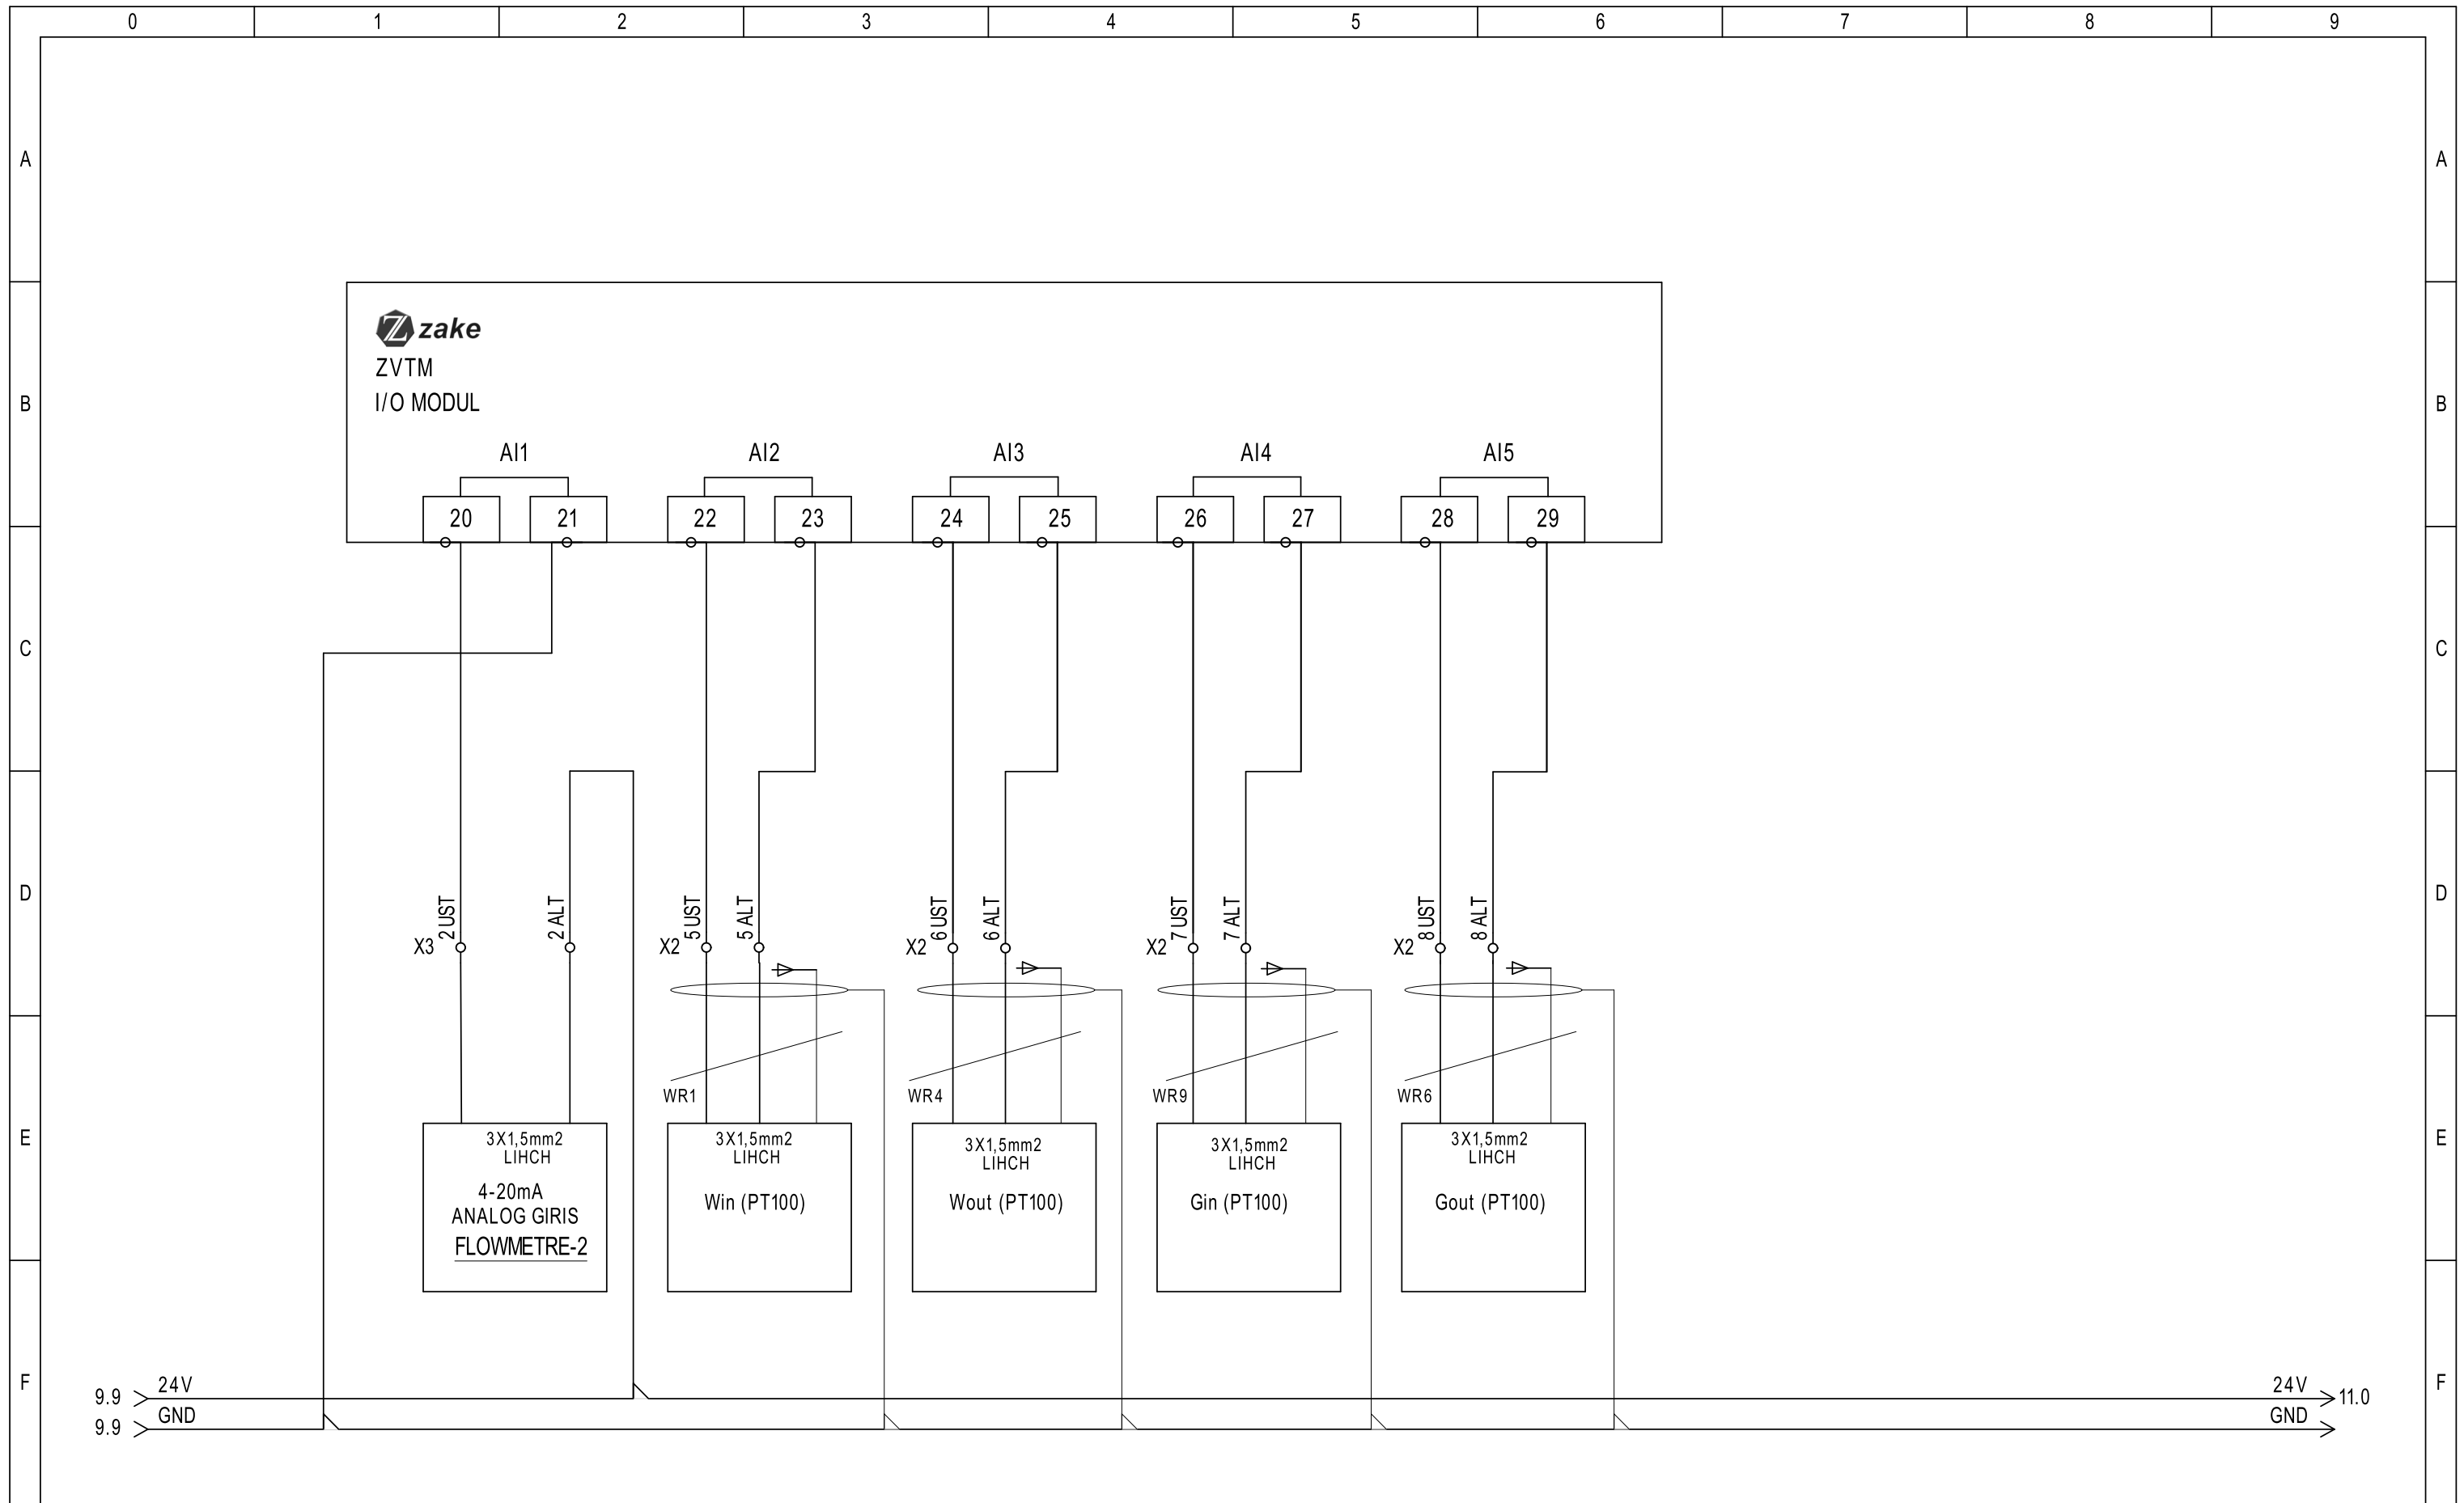 0 1 2 3 4 5 6 7 8 9
A A
zake
ZVTM
B B
I/O MODUL
AI1 AI2 AI3 AI4 AI5
20 21 22 23 24 25 26 27 28 29
C C
D D
2 UST 2 ALT 5 UST 5 ALT 6 UST 6 ALT 7 UST 7 ALT 8 UST 8 ALT
X3 X2 X2 X2 X2
WR1 WR4 WR9 WR6
E E
3X1,5mm2
LIHCH
4-20mA
ANALOG GIRIS
FLOWMETRE-2
3X1,5mm2
LIHCH
Win (PT100)
3X1,5mm2
LIHCH
Wout (PT100)
3X1,5mm2
LIHCH
Gin (PT100)
3X1,5mm2
LIHCH
Gout (PT100)
F F
9.9 24V 24V 11.0
9.9 GND GND